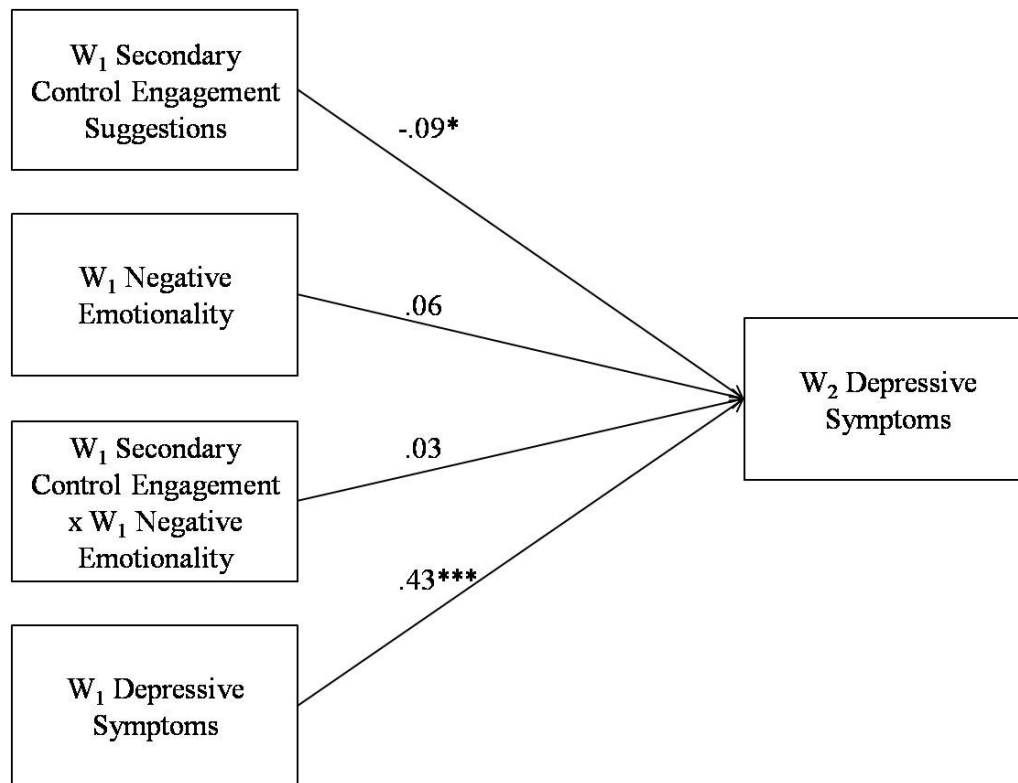 W₁ Secondary
Control Engagement
Suggestions
-.09*
W₁ Negative
Emotionality
.06
W₂ Depressive
Symptoms
W₁ Secondary
Control Engagement
x W₁ Negative
Emotionality
.03
.43***
W₁ Depressive
Symptoms